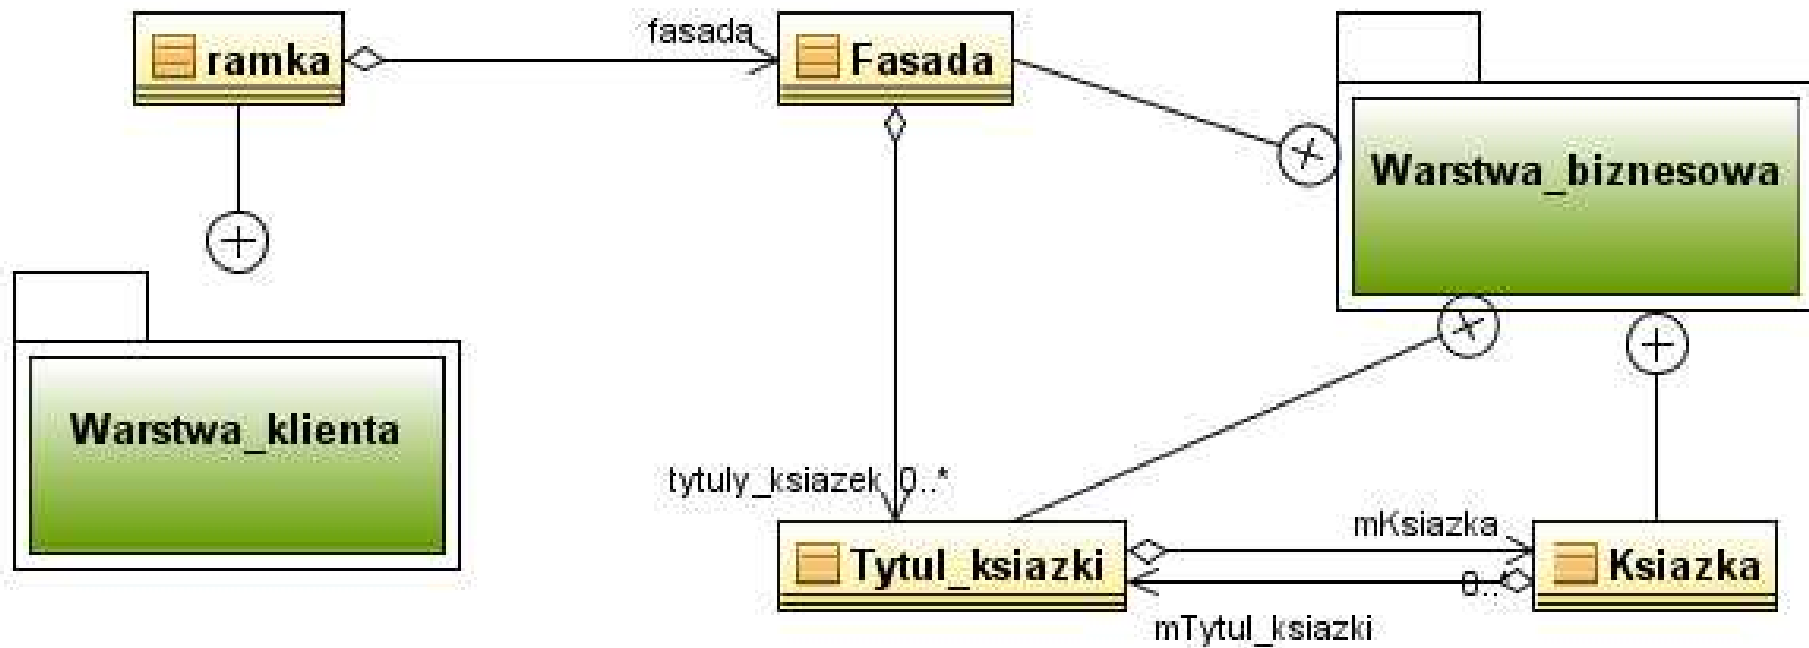 ramka
fasada
Fasada
Warstwa_biznesowa
Warstwa_klienta
tytuly_ksiazek 0..*
Tytul_ksiazki
mKsiazka
Ksiazka
mTytul_ksiazki